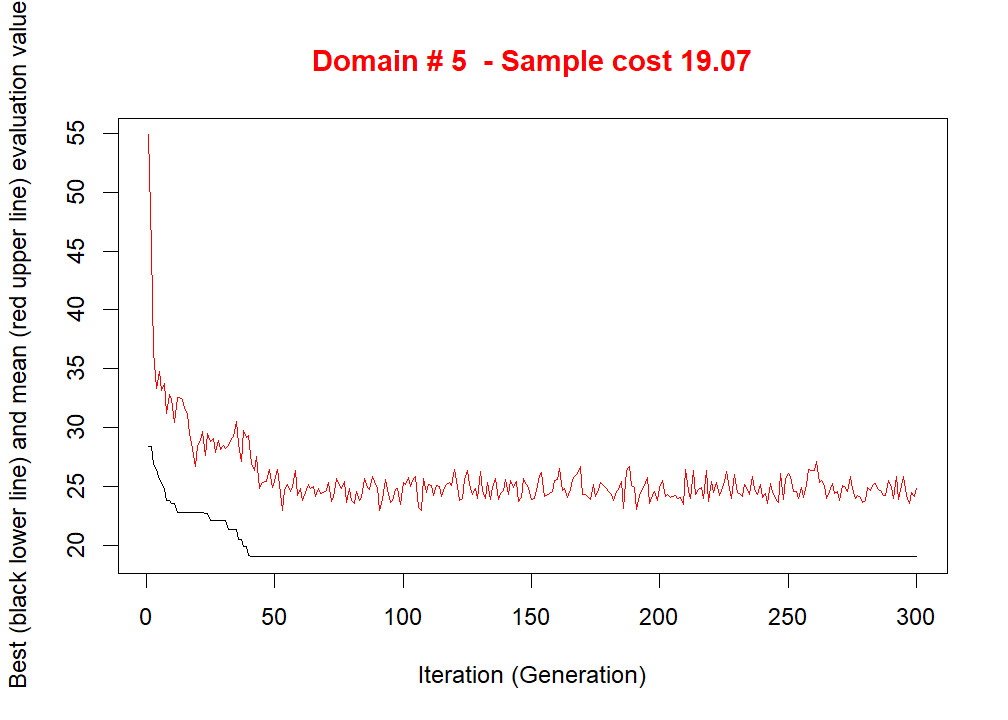 Domain # 5  - Sample cost 19.07
Best (black lower line) and mean (red upper line) evaluation value
55
50
45
40
35
30
25
20
0 50 100 150 200 250 300
Iteration (Generation)